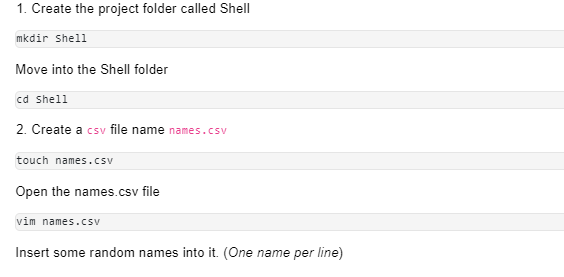 1. Create the project folder called Shell
mkdir Shell
Move into the Shell folder
cd Shell
2. Create a csv file name names.csv
touch names.csv
Open the names.csv file
vim names.csv
Insert some random names into it. (One name per line)